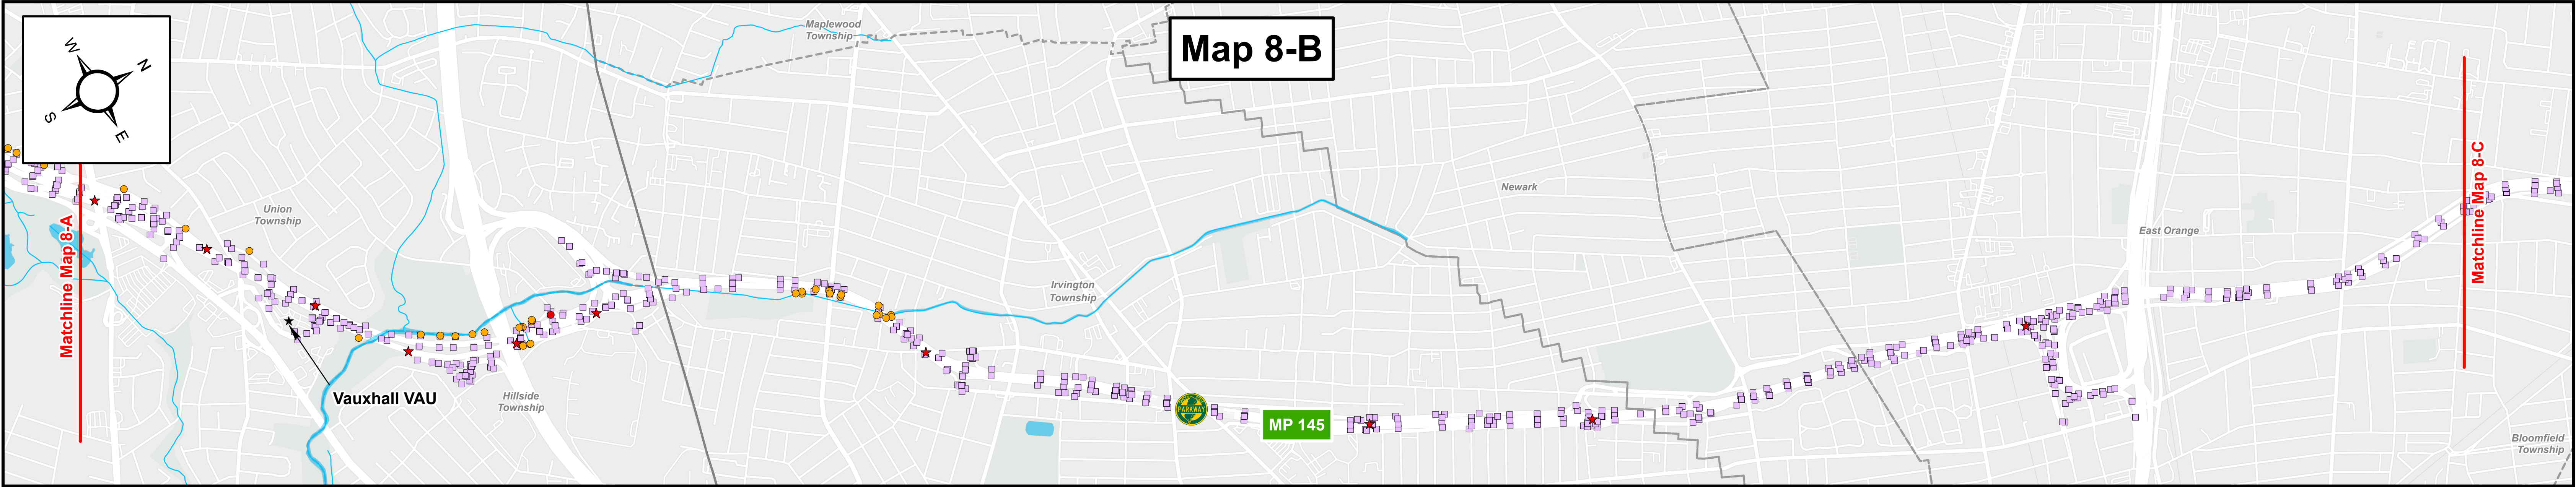 Map 8-B
W
N
S
E
Maplewood
Township
Union
Township
Matchline Map 8-A
Vauxhall VAU
Hillside
Township
Irvington
Township
PARKWAY
MP 145
Newark
East Orange
Matchline Map 8-C
Bloomfield
Township